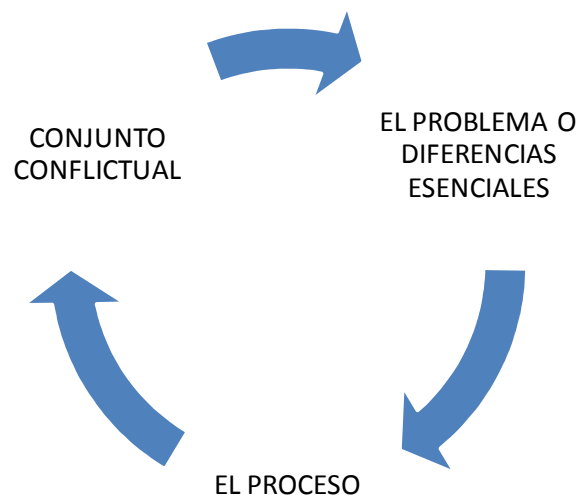 CONJUNTO
CONFLICTUAL
EL PROBLEMA O
DIFERENCIAS
ESENCIALES
EL PROCESO